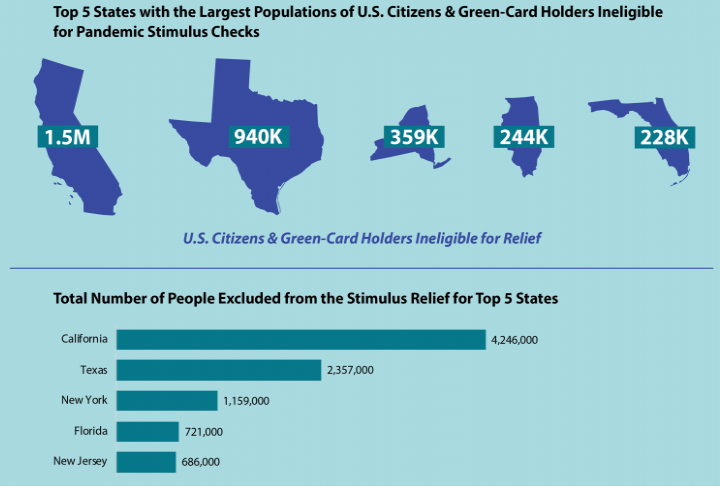 Top 5 States with the Largest Populations of U.S. Citizens & Green-Card Holders Ineligible
for Pandemic Stimulus Checks
1.5M
940K
359K
244K
228K
U.S. Citizens & Green-Card Holders Ineligible for Relief
Total Number of People Excluded from the Stimulus Relief for Top 5 States
California 4,246,000
Texas 2,357,000
New York 1,159,000
Florida 721,000
New Jersey 686,000